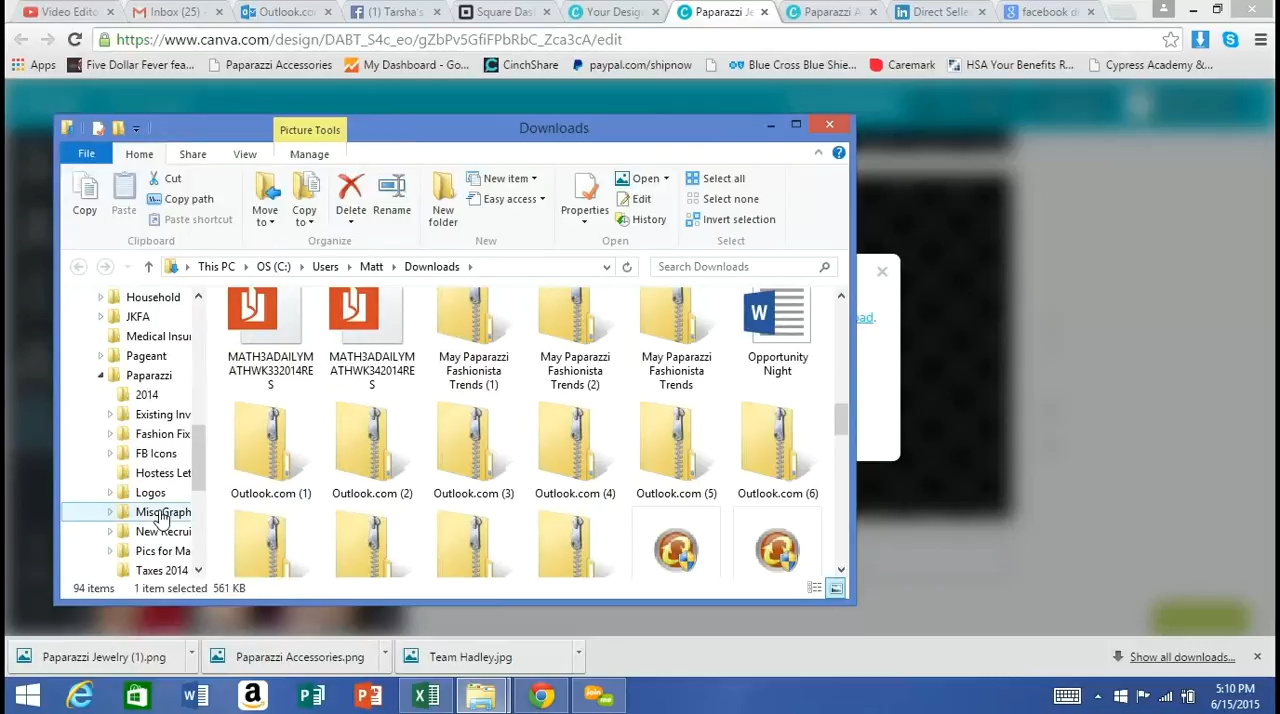 Video Edito
Inbox (25) -
Outlook.com
(1) Tarsha's
Square Das
Your Desig
Paparazzi Je
Paparazzi A
Direct Selle
facebook di
https://www.canva.com/design/DABT_S4c_eo/gZbPv5GfiFPbRbC_Zca3cA/edit
Apps
Five Dollar Fever fea...
Paparazzi Accessories
My Dashboard - Go...
CinchShare
paypal.com/shipnow
Blue Cross Blue Shie...
Caremark
HSA Your Benefits R...
Cypress Academy &...
Picture Tools
Downloads
File
Home
Share
View
Manage
Copy
Paste
Cut
Copy path
Paste shortcut
Clipboard
Move to
Copy to
Delete
Rename
Organize
New folder
New item
Easy access
New
Properties
Open
Edit
History
Open
Select all
Select none
Invert selection
Select
This PC
OS (C:)
Users
Matt
Downloads
Search Downloads
Household
JKFA
Medical Insu
Pageant
Paparazzi
2014
Existing Inv
Fashion Fix
FB Icons
Hostess Let
Logos
Misc Graph
New Recrui
Pics for Ma
Taxes 2014
MATH3ADAILYM
ATHWK332014RE
S
MATH3ADAILYM
ATHWK342014RE
S
May Paparazzi
Fashionista
Trends (1)
May Paparazzi
Fashionista
Trends (2)
May Paparazzi
Fashionista
Trends
Opportunity
Night
Outlook.com (1)
Outlook.com (2)
Outlook.com (3)
Outlook.com (4)
Outlook.com (5)
Outlook.com (6)
94 items
1 item selected 561 KB
ad.
Paparazzi Jewelry (1).png
Paparazzi Accessories.png
Team Hadley.jpg
Show all downloads...
5:10 PM
6/15/2015